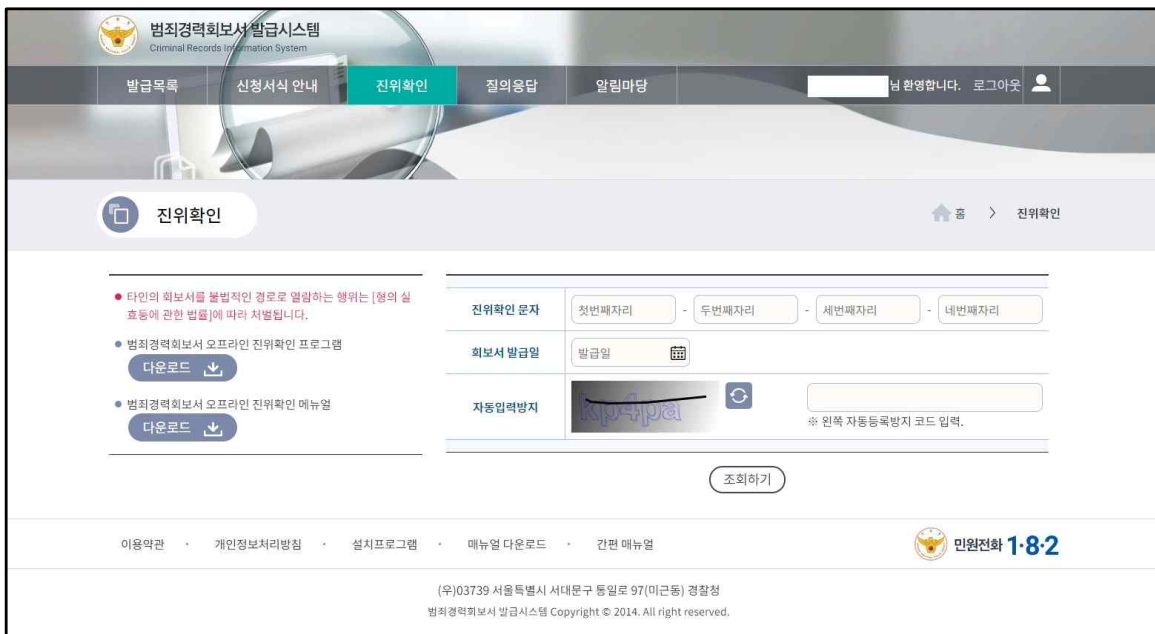 범죄경력회보서 발급시스템
Criminal Records Information System
발급목록 신청서식 안내 진위확인 질의응답 알림마당 님 환영합니다. 로그아웃
진위확인
홈 > 진위확인
● 타인의 회보서를 불법적인 경로로 열람하는 행위는 [형의 실
효등에 관한 법률]에 따라 처벌됩니다.
● 범죄경력회보서 오프라인 진위확인 프로그램
다운로드
● 범죄경력회보서 오프라인 진위확인 메뉴얼
다운로드
진위확인 문자 첫번째자리 - 두번째자리 - 세번째자리 - 네번째자리
회보서 발급일 발급일
자동입력방지 kp4pa
※ 왼쪽 자동등록방지 코드 입력.
조회하기
이용약관 · 개인정보처리방침 · 설치프로그램 · 매뉴얼 다운로드 · 간편 매뉴얼
민원전화 1·8·2
(우)03739 서울특별시 서대문구 통일로 97(미근동) 경찰청
범죄경력회보서 발급시스템 Copyright © 2014. All right reserved.